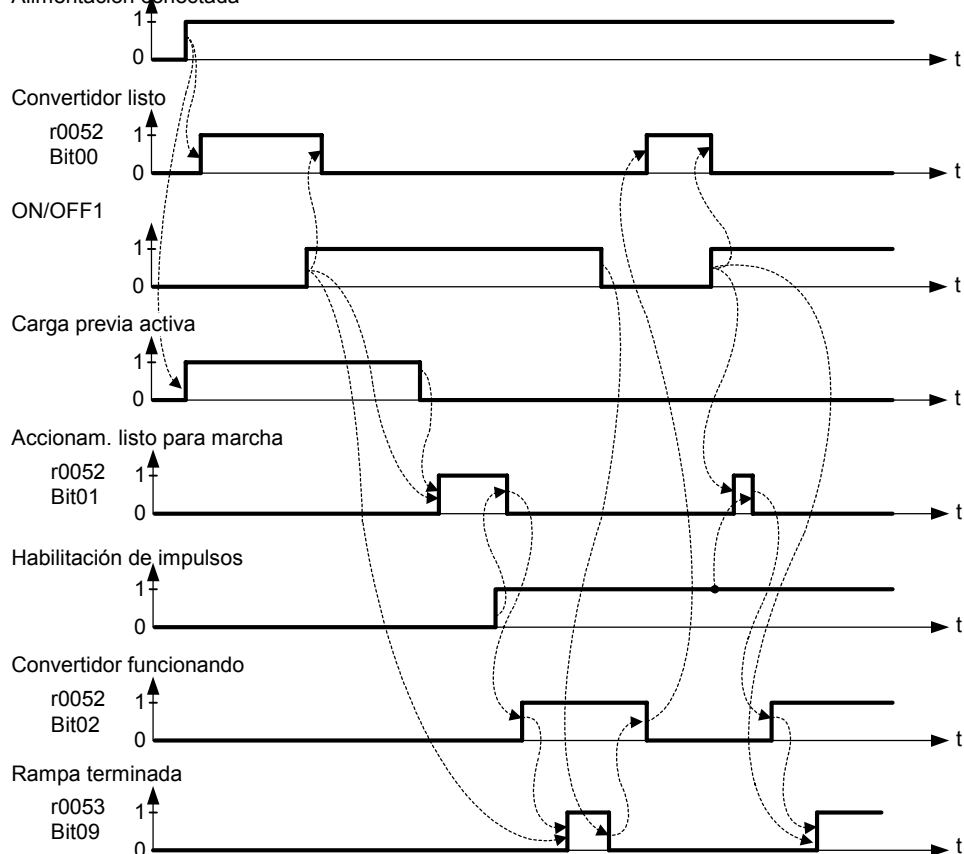 Alimentación conectada
1
0
t
Convertidor listo
r0052
Bit00
1
0
t
ON/OFF1
1
0
t
Carga previa activa
1
0
t
Accionam. listo para marcha
r0052
Bit01
1
0
t
Habilitación de impulsos
1
0
t
Convertidor funcionando
r0052
Bit02
1
0
t
Rampa terminada
r0053
Bit09
1
0
t